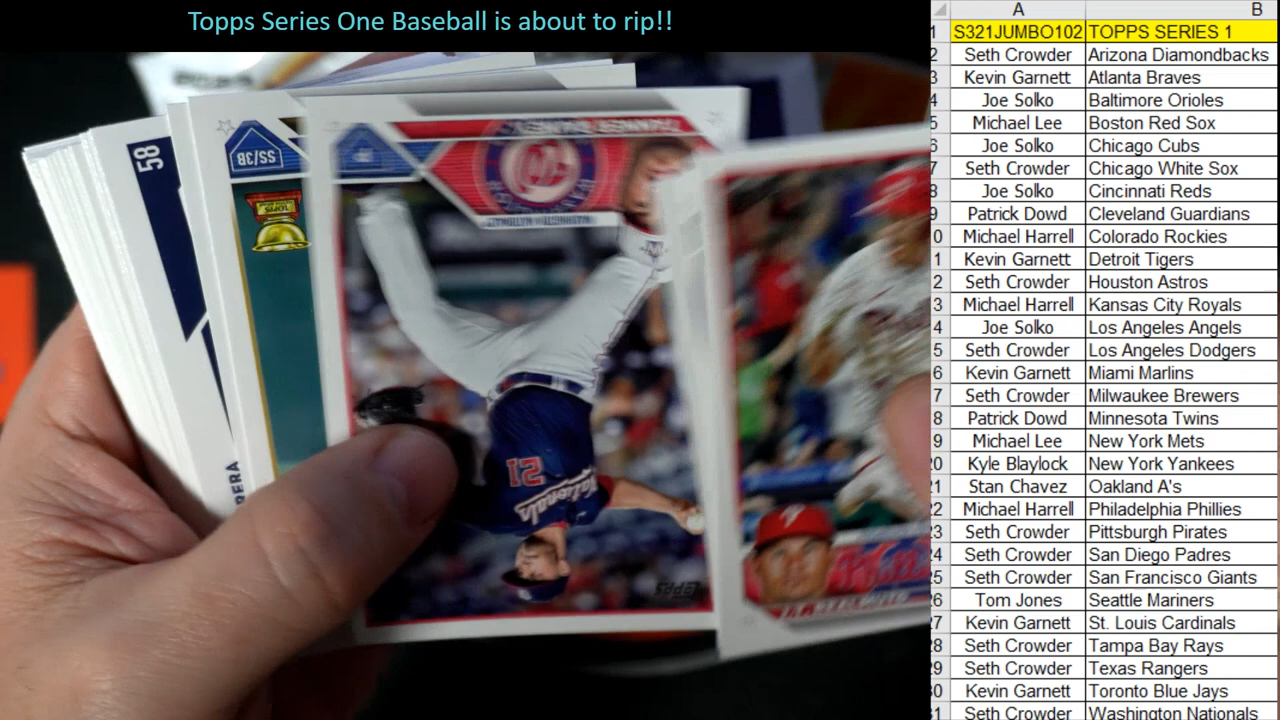 Topps Series One Baseball is about to rip!!
A B
1 S321JUMBO102 TOPPS SERIES 1
2 Seth Crowder Arizona Diamondbacks
3 Kevin Garnett Atlanta Braves
4 Joe Solko Baltimore Orioles
5 Michael Lee Boston Red Sox
6 Joe Solko Chicago Cubs
7 Seth Crowder Chicago White Sox
8 Joe Solko Cincinnati Reds
9 Patrick Dowd Cleveland Guardians
0 Michael Harrell Colorado Rockies
1 Kevin Garnett Detroit Tigers
2 Seth Crowder Houston Astros
3 Michael Harrell Kansas City Royals
4 Joe Solko Los Angeles Angels
5 Seth Crowder Los Angeles Dodgers
6 Kevin Garnett Miami Marlins
7 Seth Crowder Milwaukee Brewers
8 Patrick Dowd Minnesota Twins
9 Michael Lee New York Mets
20 Kyle Blaylock New York Yankees
21 Stan Chavez Oakland A's
22 Michael Harrell Philadelphia Phillies
23 Seth Crowder Pittsburgh Pirates
24 Seth Crowder San Diego Padres
25 Seth Crowder San Francisco Giants
26 Tom Jones Seattle Mariners
27 Kevin Garnett St. Louis Cardinals
28 Seth Crowder Tampa Bay Rays
29 Seth Crowder Texas Rangers
30 Kevin Garnett Toronto Blue Jays
31 Seth Crowder Washington Nationals
58
SS/3B
TOPPS
WASHINGTON NATIONALS
21
Nationals
TOPPS
RERA